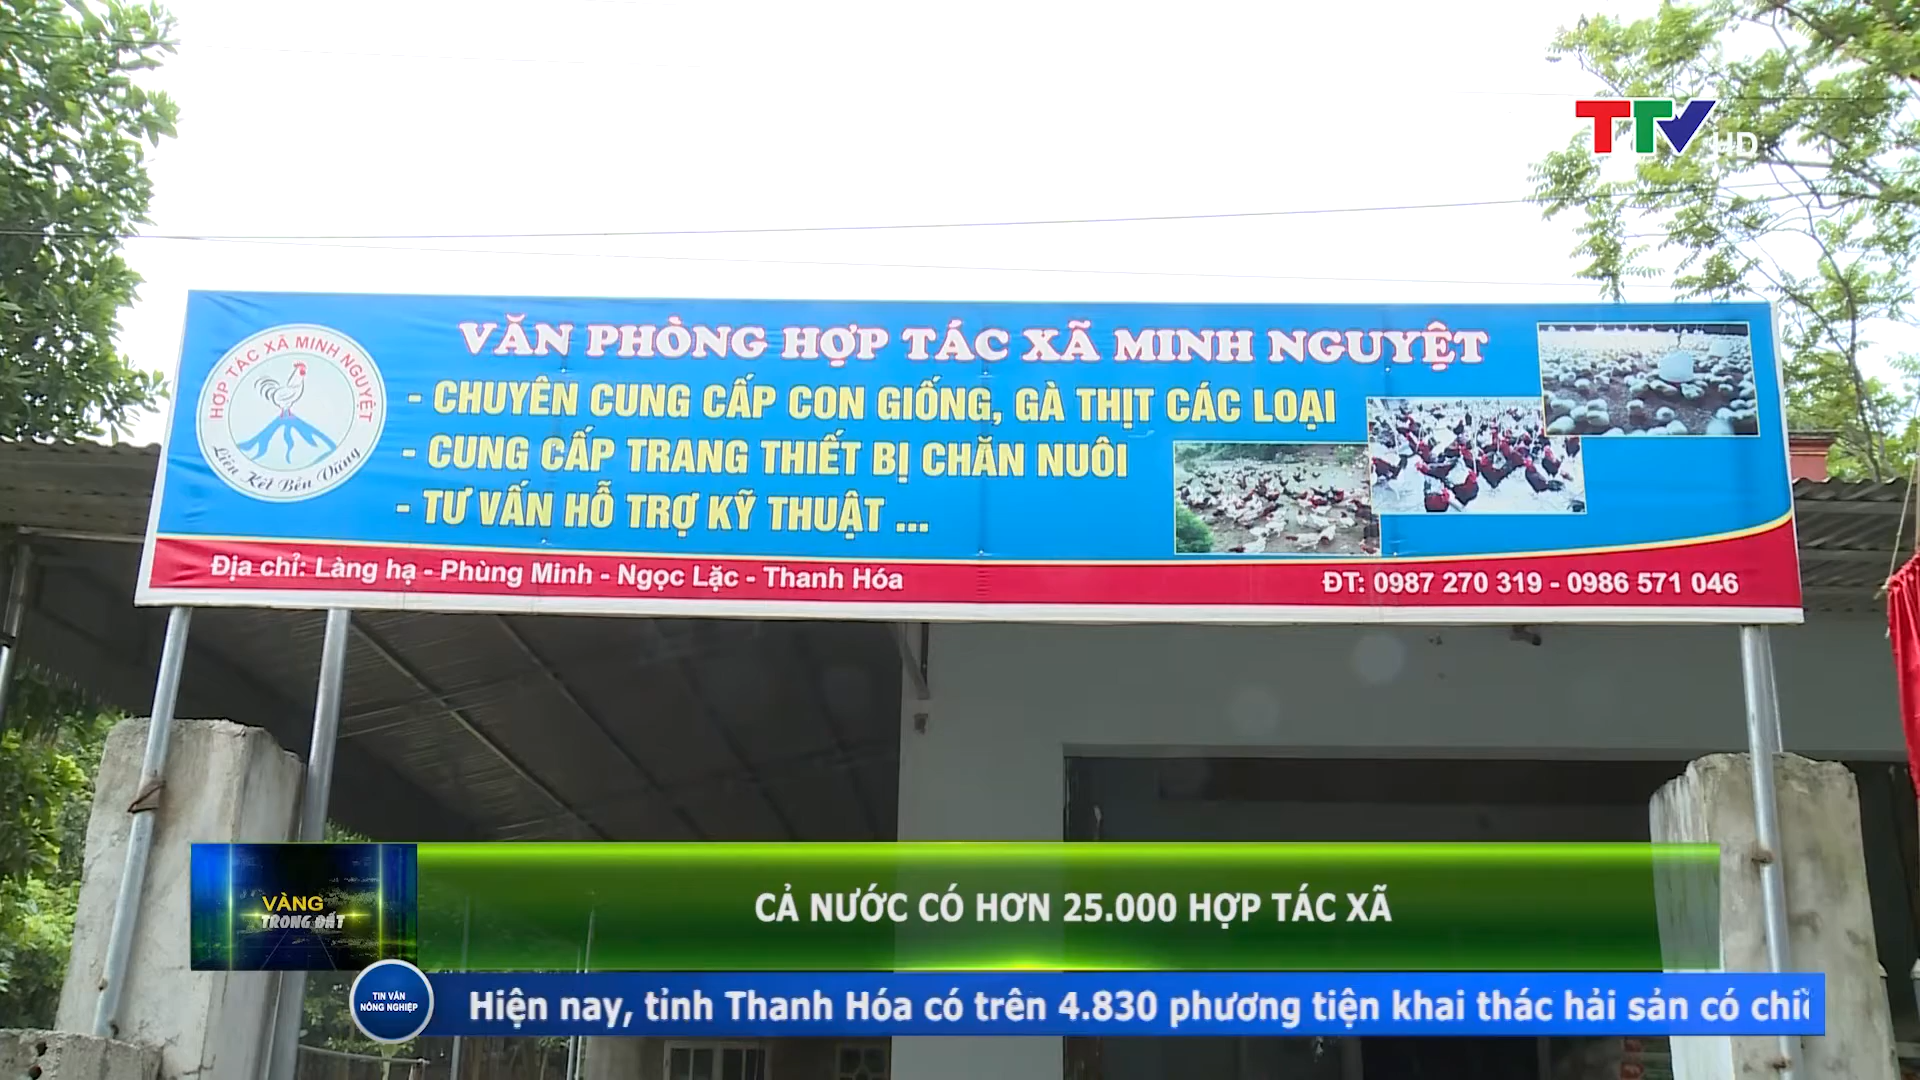 TTV HD
VĂN PHÒNG HỢP TÁC XÃ MINH NGUYỆT
HỢP TÁC XÃ MINH NGUYỆT
Liên Kết Bền Vững
- CHUYÊN CUNG CẤP CON GIỐNG, GÀ THỊT CÁC LOẠI
- CUNG CẤP TRANG THIẾT BỊ CHĂN NUÔI
- TƯ VẤN HỖ TRỢ KỸ THUẬT ...
Địa chỉ: Làng hạ - Phùng Minh - Ngọc Lặc - Thanh Hóa
ĐT: 0987 270 319 - 0986 571 046
VÀNG
TRONG ĐẤT
CẢ NƯỚC CÓ HƠN 25.000 HỢP TÁC XÃ
TIN VẮN
NÔNG NGHIỆP
Hiện nay, tỉnh Thanh Hóa có trên 4.830 phương tiện khai thác hải sản có